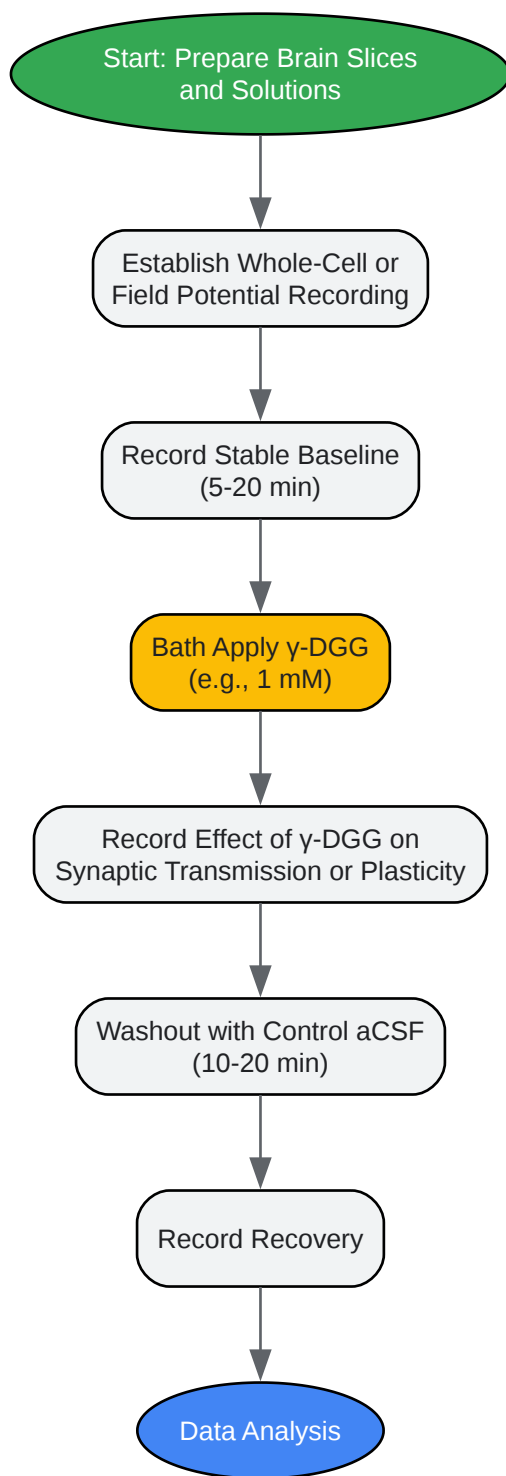 Start: Prepare Brain Slices
and Solutions
Establish Whole-Cell or
Field Potential Recording
Record Stable Baseline
(5-20 min)
Bath Apply γ-DGG
(e.g., 1 mM)
Record Effect of γ-DGG on
Synaptic Transmission or Plasticity
Washout with Control aCSF
(10-20 min)
Record Recovery
Data Analysis